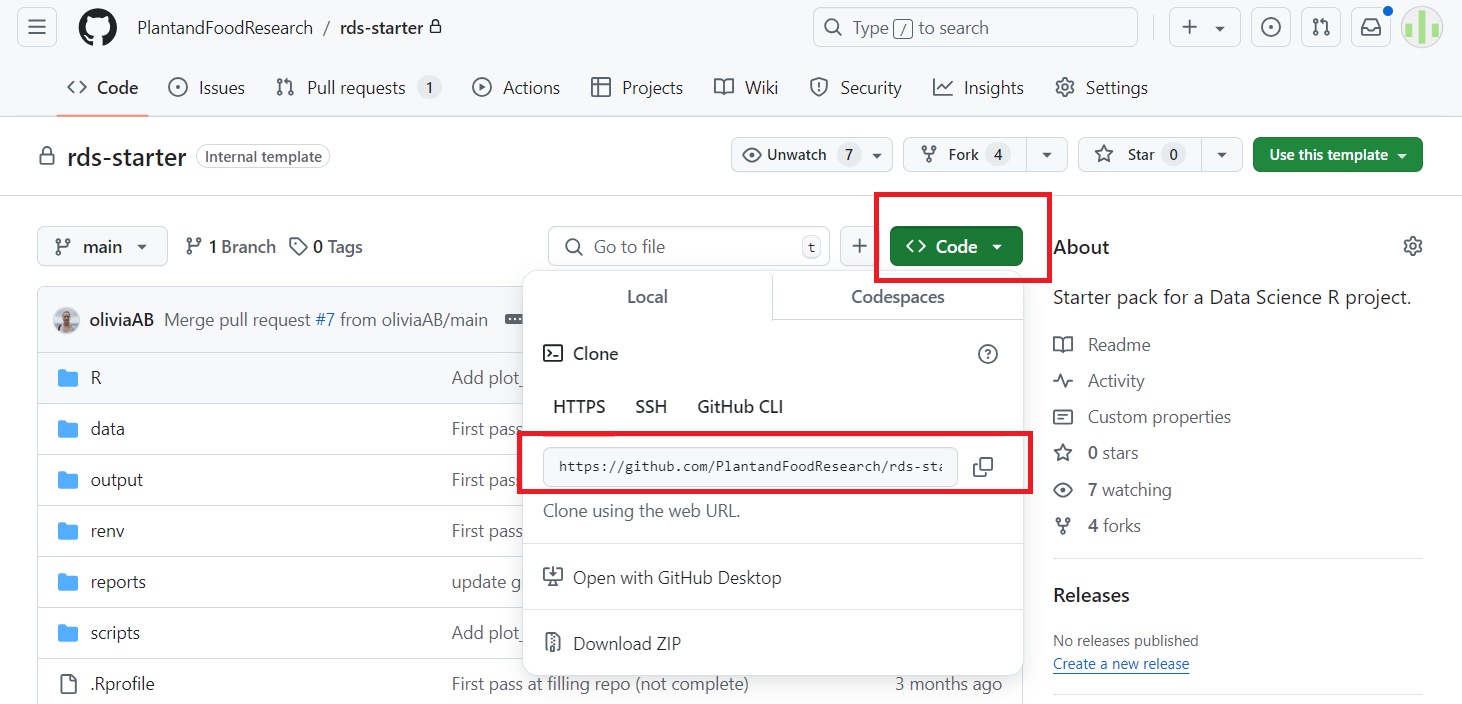 PlantandFoodResearch / rds-starter
Type / to search
Code Issues Pull requests 1 Actions Projects Wiki Security Insights Settings
rds-starter Internal template
Unwatch 7 Fork 4 Star 0 Use this template
main 1 Branch 0 Tags
Go to file t
Code
About
Starter pack for a Data Science R project.
Readme
Activity
Custom properties
0 stars
7 watching
4 forks
Releases
No releases published
Create a new release
Local Codespaces
Clone
HTTPS SSH GitHub CLI
https://github.com/PlantandFoodResearch/rds-sta
Clone using the web URL.
Open with GitHub Desktop
Download ZIP
oliviaAB Merge pull request #7 from oliviaAB/main
R Add plot_
data First pass
output First pass
renv First pass
reports update g
scripts Add plot_
.Rprofile First pass at filling repo (not complete) 3 months ago